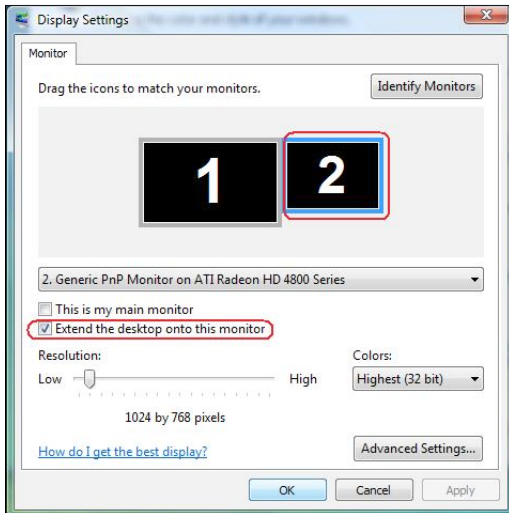 Display Settings
Monitor
Drag the icons to match your monitors.
Identify Monitors
1
2
2. Generic PnP Monitor on ATI Radeon HD 4800 Series
This is my main monitor
Extend the desktop onto this monitor
Resolution:
Colors:
Low
High
Highest (32 bit)
1024 by 768 pixels
How do I get the best display?
Advanced Settings...
OK
Cancel
Apply